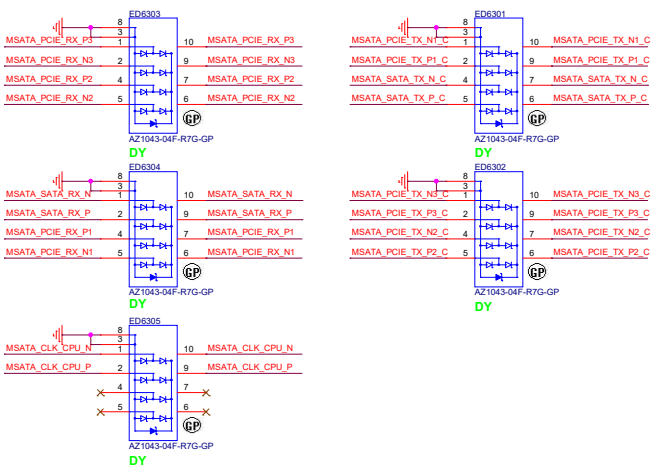 ED6303
8
3
MSATA_PCIE_RX_P3 1 10 MSATA_PCIE_RX_P3
MSATA_PCIE_RX_N3 2 9 MSATA_PCIE_RX_N3
MSATA_PCIE_RX_P2 4 7 MSATA_PCIE_RX_P2
MSATA_PCIE_RX_N2 5 6 MSATA_PCIE_RX_N2
GP
AZ1043-04F-R7G-GP
DY
ED6301
8
3
MSATA_PCIE_TX_N1_C 1 10 MSATA_PCIE_TX_N1_C
MSATA_PCIE_TX_P1_C 2 9 MSATA_PCIE_TX_P1_C
MSATA_SATA_TX_N_C 4 7 MSATA_SATA_TX_N_C
MSATA_SATA_TX_P_C 5 6 MSATA_SATA_TX_P_C
GP
AZ1043-04F-R7G-GP
DY
ED6304
8
3
MSATA_SATA_RX_N 1 10 MSATA_SATA_RX_N
MSATA_SATA_RX_P 2 9 MSATA_SATA_RX_P
MSATA_PCIE_RX_P1 4 7 MSATA_PCIE_RX_P1
MSATA_PCIE_RX_N1 5 6 MSATA_PCIE_RX_N1
GP
AZ1043-04F-R7G-GP
DY
ED6302
8
3
MSATA_PCIE_TX_N3_C 1 10 MSATA_PCIE_TX_N3_C
MSATA_PCIE_TX_P3_C 2 9 MSATA_PCIE_TX_P3_C
MSATA_PCIE_TX_N2_C 4 7 MSATA_PCIE_TX_N2_C
MSATA_PCIE_TX_P2_C 5 6 MSATA_PCIE_TX_P2_C
GP
AZ1043-04F-R7G-GP
DY
ED6305
8
3
MSATA_CLK_CPU_N 1 10 MSATA_CLK_CPU_N
MSATA_CLK_CPU_P 2 9 MSATA_CLK_CPU_P
4 7
5 6
GP
AZ1043-04F-R7G-GP
DY